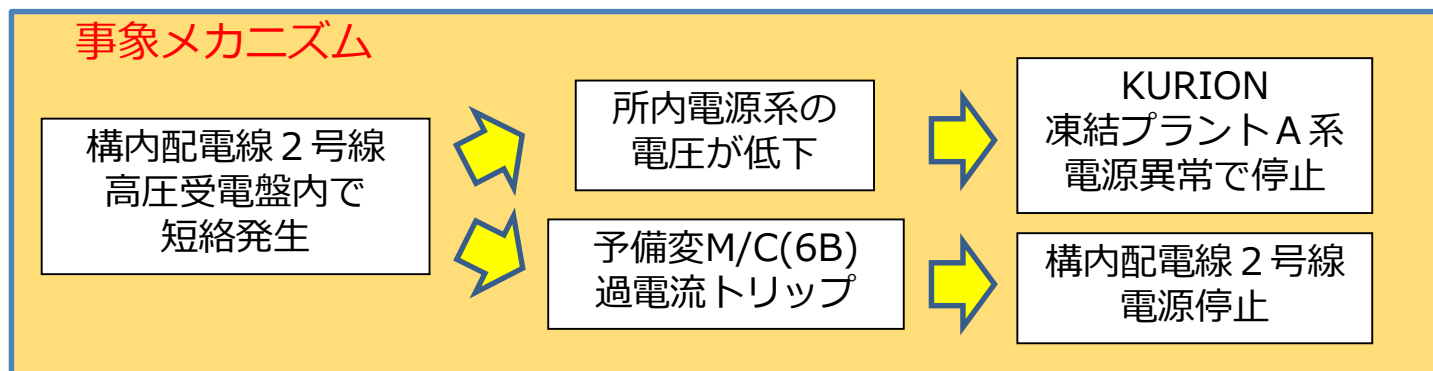 事象メカニズム
構内配電線２号線
高圧受電盤内で
短絡発生
所内電源系の
電圧が低下
KURION
凍結プラントＡ系
電源異常で停止
予備変M/C(6B)
過電流トリップ
構内配電線２号線
電源停止